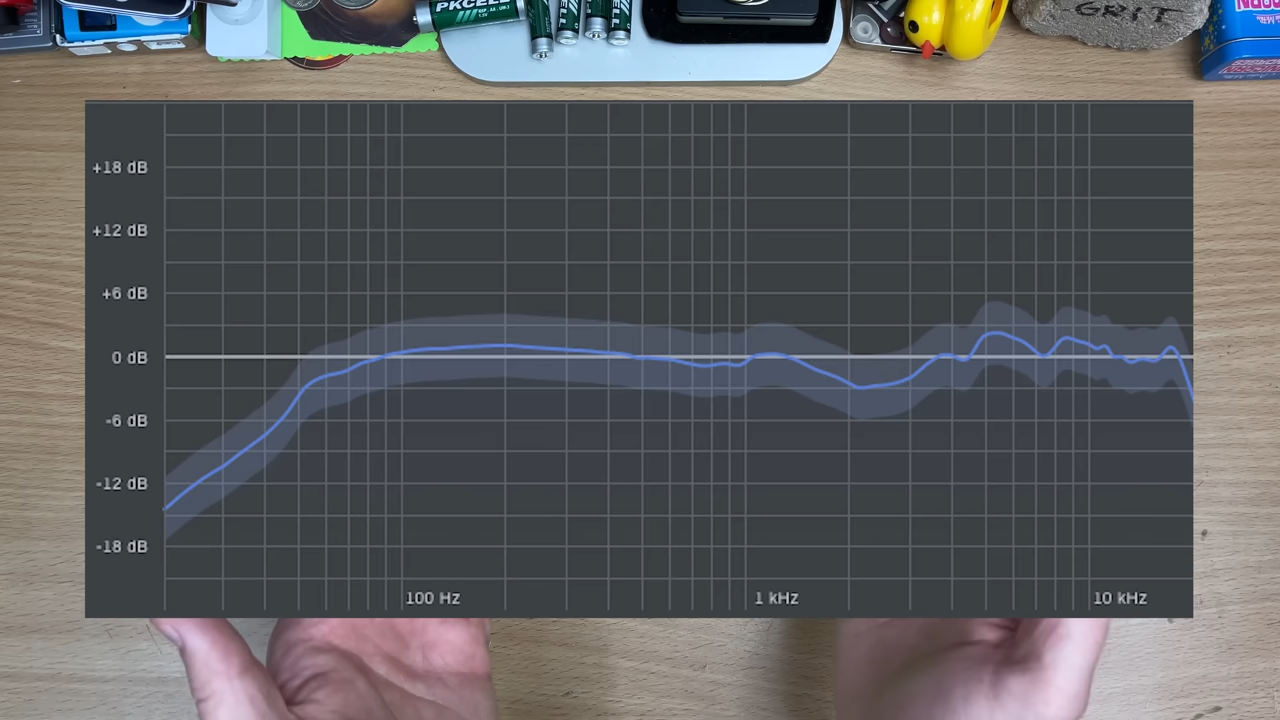 PKCELL
GRIT
+18 dB
+12 dB
+6 dB
0 dB
-6 dB
-12 dB
-18 dB
100 Hz
1 kHz
10 kHz